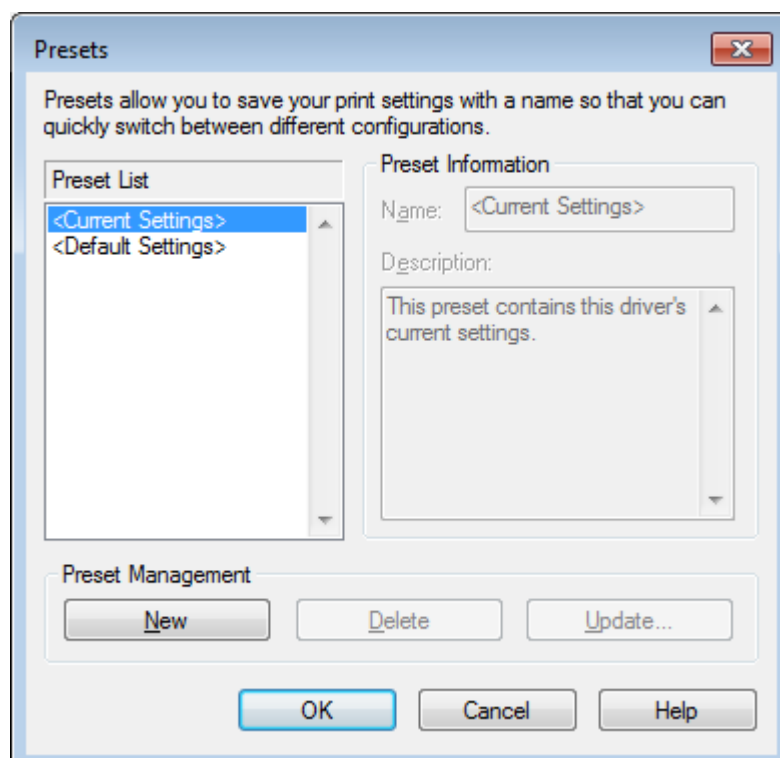 Presets
Presets allow you to save your print settings with a name so that you can
quickly switch between different configurations.
Preset List
<Current Settings>
<Default Settings>
Preset Information
Name:
<Current Settings>
Description:
This preset contains this driver's
current settings.
Preset Management
New
Delete
Update...
OK
Cancel
Help